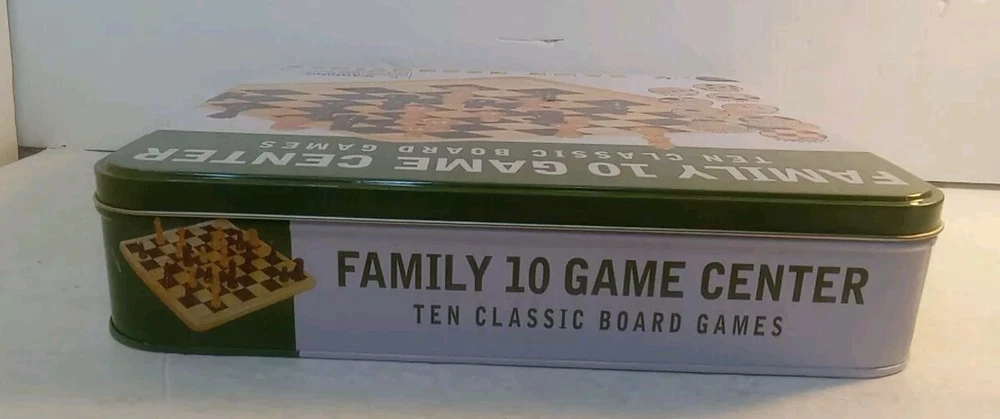 FAMILY 10 GAME CENTER
TEN CLASSIC BOARD GAMES
FAMILY 10 GAME CENTER
TEN CLASSIC BOARD GAMES